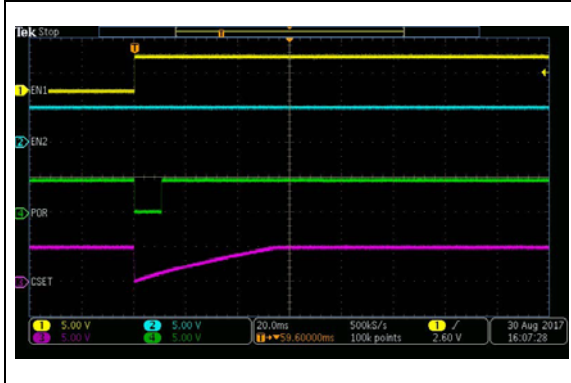 Tek Stop
T
T
1 EN1
2 EN2
4 POR
3 CSET
1 5.00 V 2 5.00 V 20.0ms 500kS/s 1 / 30 Aug 2017
3 5.00 V 4 5.00 V T→▼59.60000ms 100k points 2.60 V 16:07:28